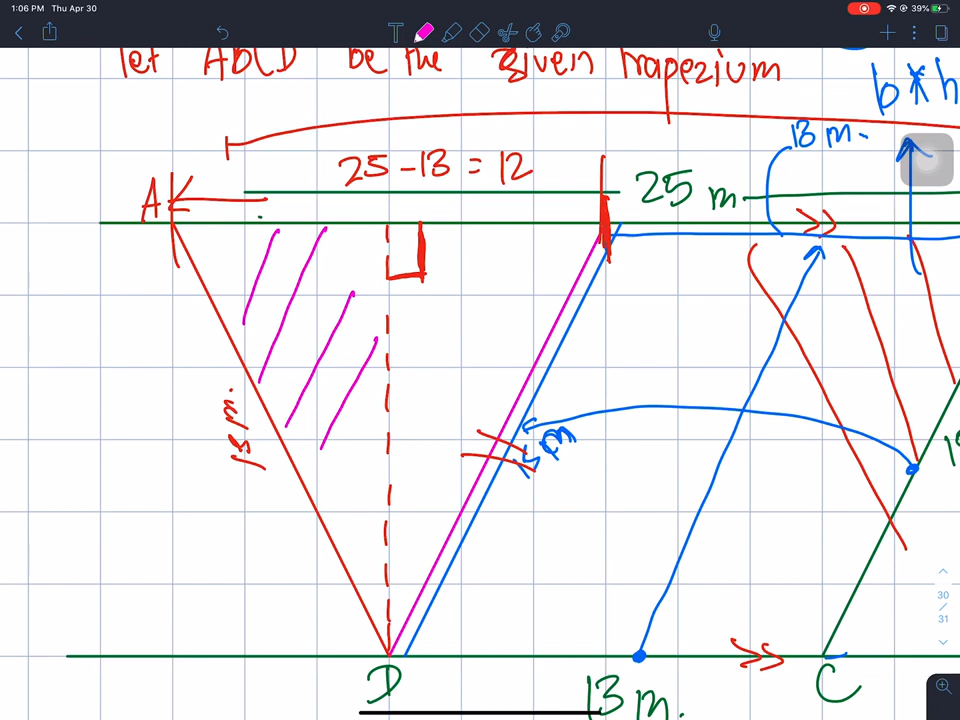 1:06 PM Thu Apr 30
39%
let ABCD be the given trapezium
b * h
13 m.
25 - 13 = 12
25 m
A
15 m
30
/
31
D
C
13 m.